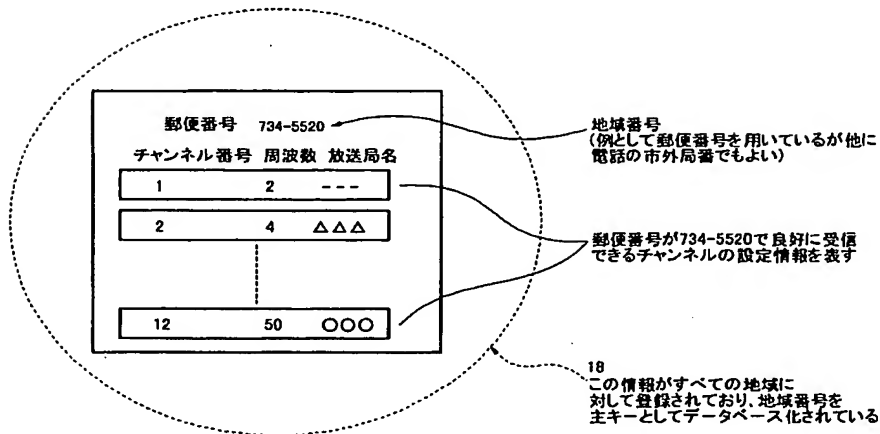 郵便番号 734-5520
チャンネル番号 周波数 放送局名
1 2 ---
2 4 △△△
12 50 ○○○
地域番号
(例として郵便番号を用いているが他に
電話の市外局番でもよい)
郵便番号が734-5520で良好に受信
できるチャンネルの設定情報を表す
18
この情報がすべての地域に
対して登録されており、地域番号を
主キーとしてデータベース化されている